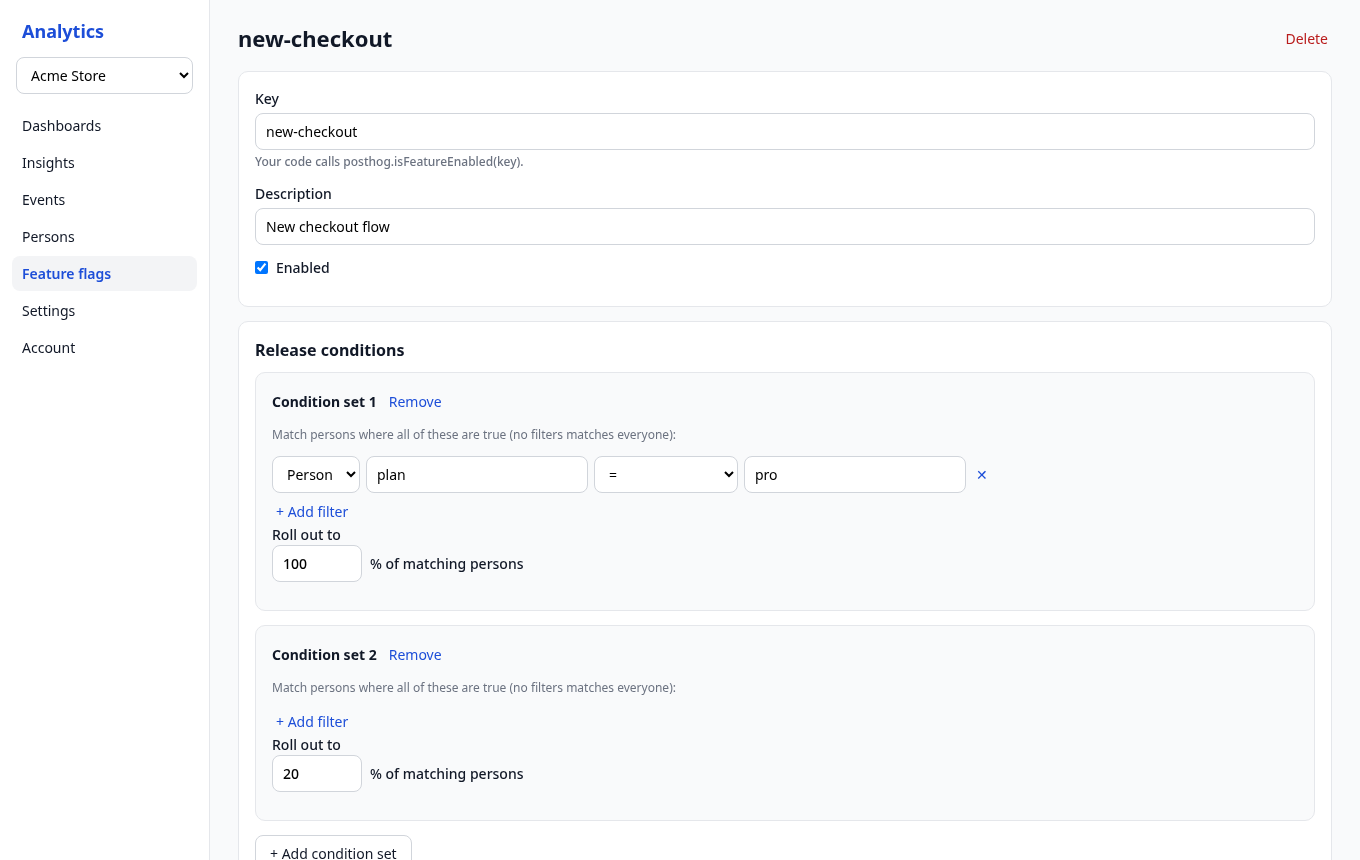 Analytics
Acme Store
Dashboards
Insights
Events
Persons
Feature flags
Settings
Account
new-checkout
Delete
Key
new-checkout
Your code calls posthog.isFeatureEnabled(key).
Description
New checkout flow
Enabled
Release conditions
Condition set 1 Remove
Match persons where all of these are true (no filters matches everyone):
Person plan = pro ×
+ Add filter
Roll out to
100 % of matching persons
Condition set 2 Remove
Match persons where all of these are true (no filters matches everyone):
+ Add filter
Roll out to
20 % of matching persons
+ Add condition set